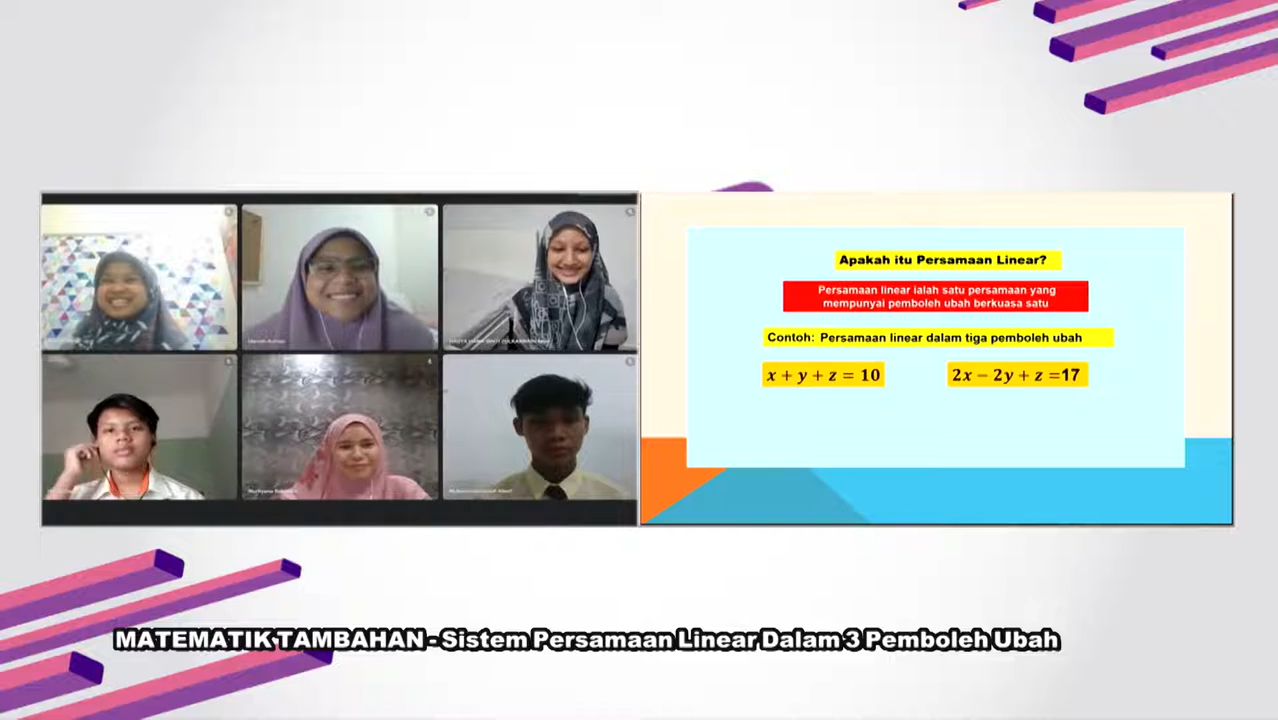 Apakah itu Persamaan Linear?
Persamaan linear ialah satu persamaan yang
mempunyai pemboleh ubah berkuasa satu
Contoh: Persamaan linear dalam tiga pemboleh ubah
x + y + z = 10
2x − 2y + z =17
MATEMATIK TAMBAHAN - Sistem Persamaan Linear Dalam 3 Pemboleh Ubah